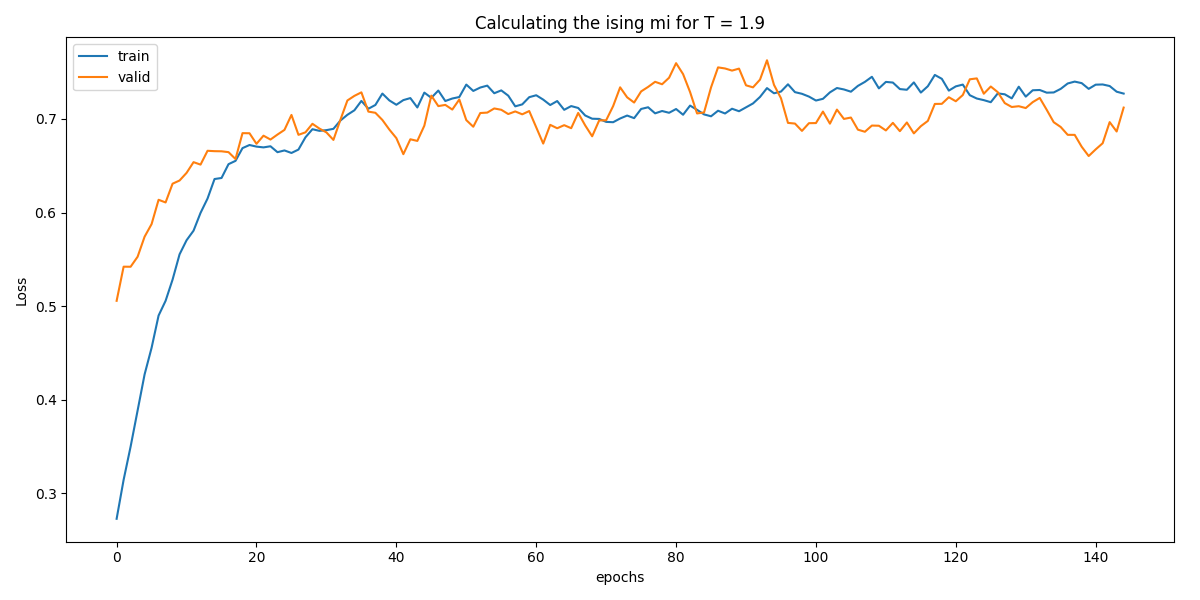 Calculating the ising mi for T = 1.9
train
valid
Loss
0.7
0.6
0.5
0.4
0.3
0 20 40 60 80 100 120 140
epochs